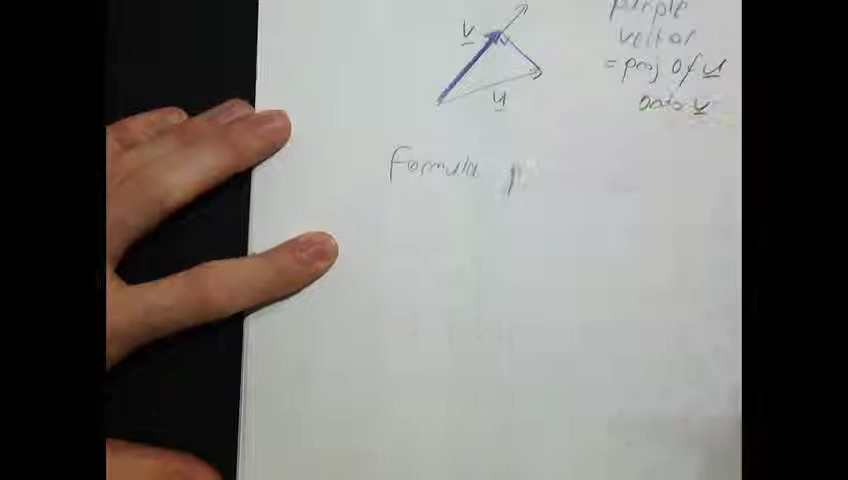 purple
vector
= proj of u
onto v
v
u
Formula p